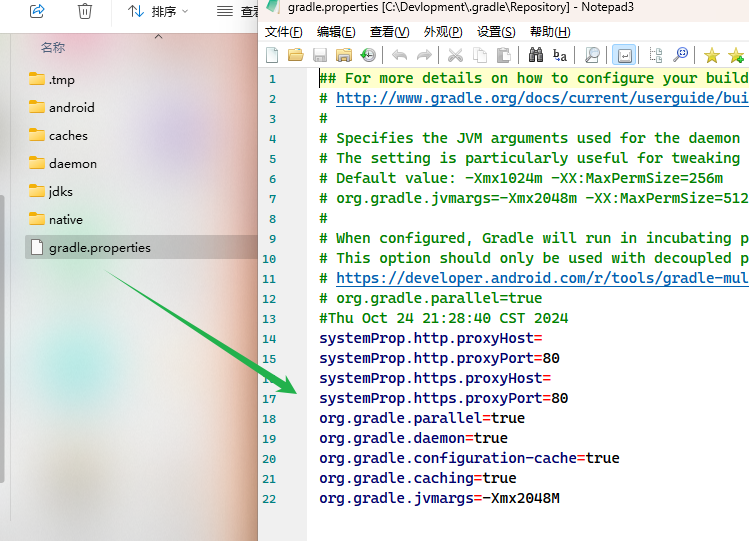 排序
查看
名称
.tmp
android
caches
daemon
jdks
native
gradle.properties
gradle.properties [C:\Devlopment\.gradle\Repository] - Notepad3
文件(F) 编辑(E) 查看(V) 外观(P) 设置(S) 帮助(H)
1 ## For more details on how to configure your build
2 # http://www.gradle.org/docs/current/userguide/bui
3 #
4 # Specifies the JVM arguments used for the daemon
5 # The setting is particularly useful for tweaking
6 # Default value: -Xmx1024m -XX:MaxPermSize=256m
7 # org.gradle.jvmargs=-Xmx2048m -XX:MaxPermSize=512
8 #
9 # When configured, Gradle will run in incubating p
10 # This option should only be used with decoupled p
11 # https://developer.android.com/r/tools/gradle-mul
12 # org.gradle.parallel=true
13 #Thu Oct 24 21:28:40 CST 2024
14 systemProp.http.proxyHost=
15 systemProp.http.proxyPort=80
16 systemProp.https.proxyHost=
17 systemProp.https.proxyPort=80
18 org.gradle.parallel=true
19 org.gradle.daemon=true
20 org.gradle.configuration-cache=true
21 org.gradle.caching=true
22 org.gradle.jvmargs=-Xmx2048M